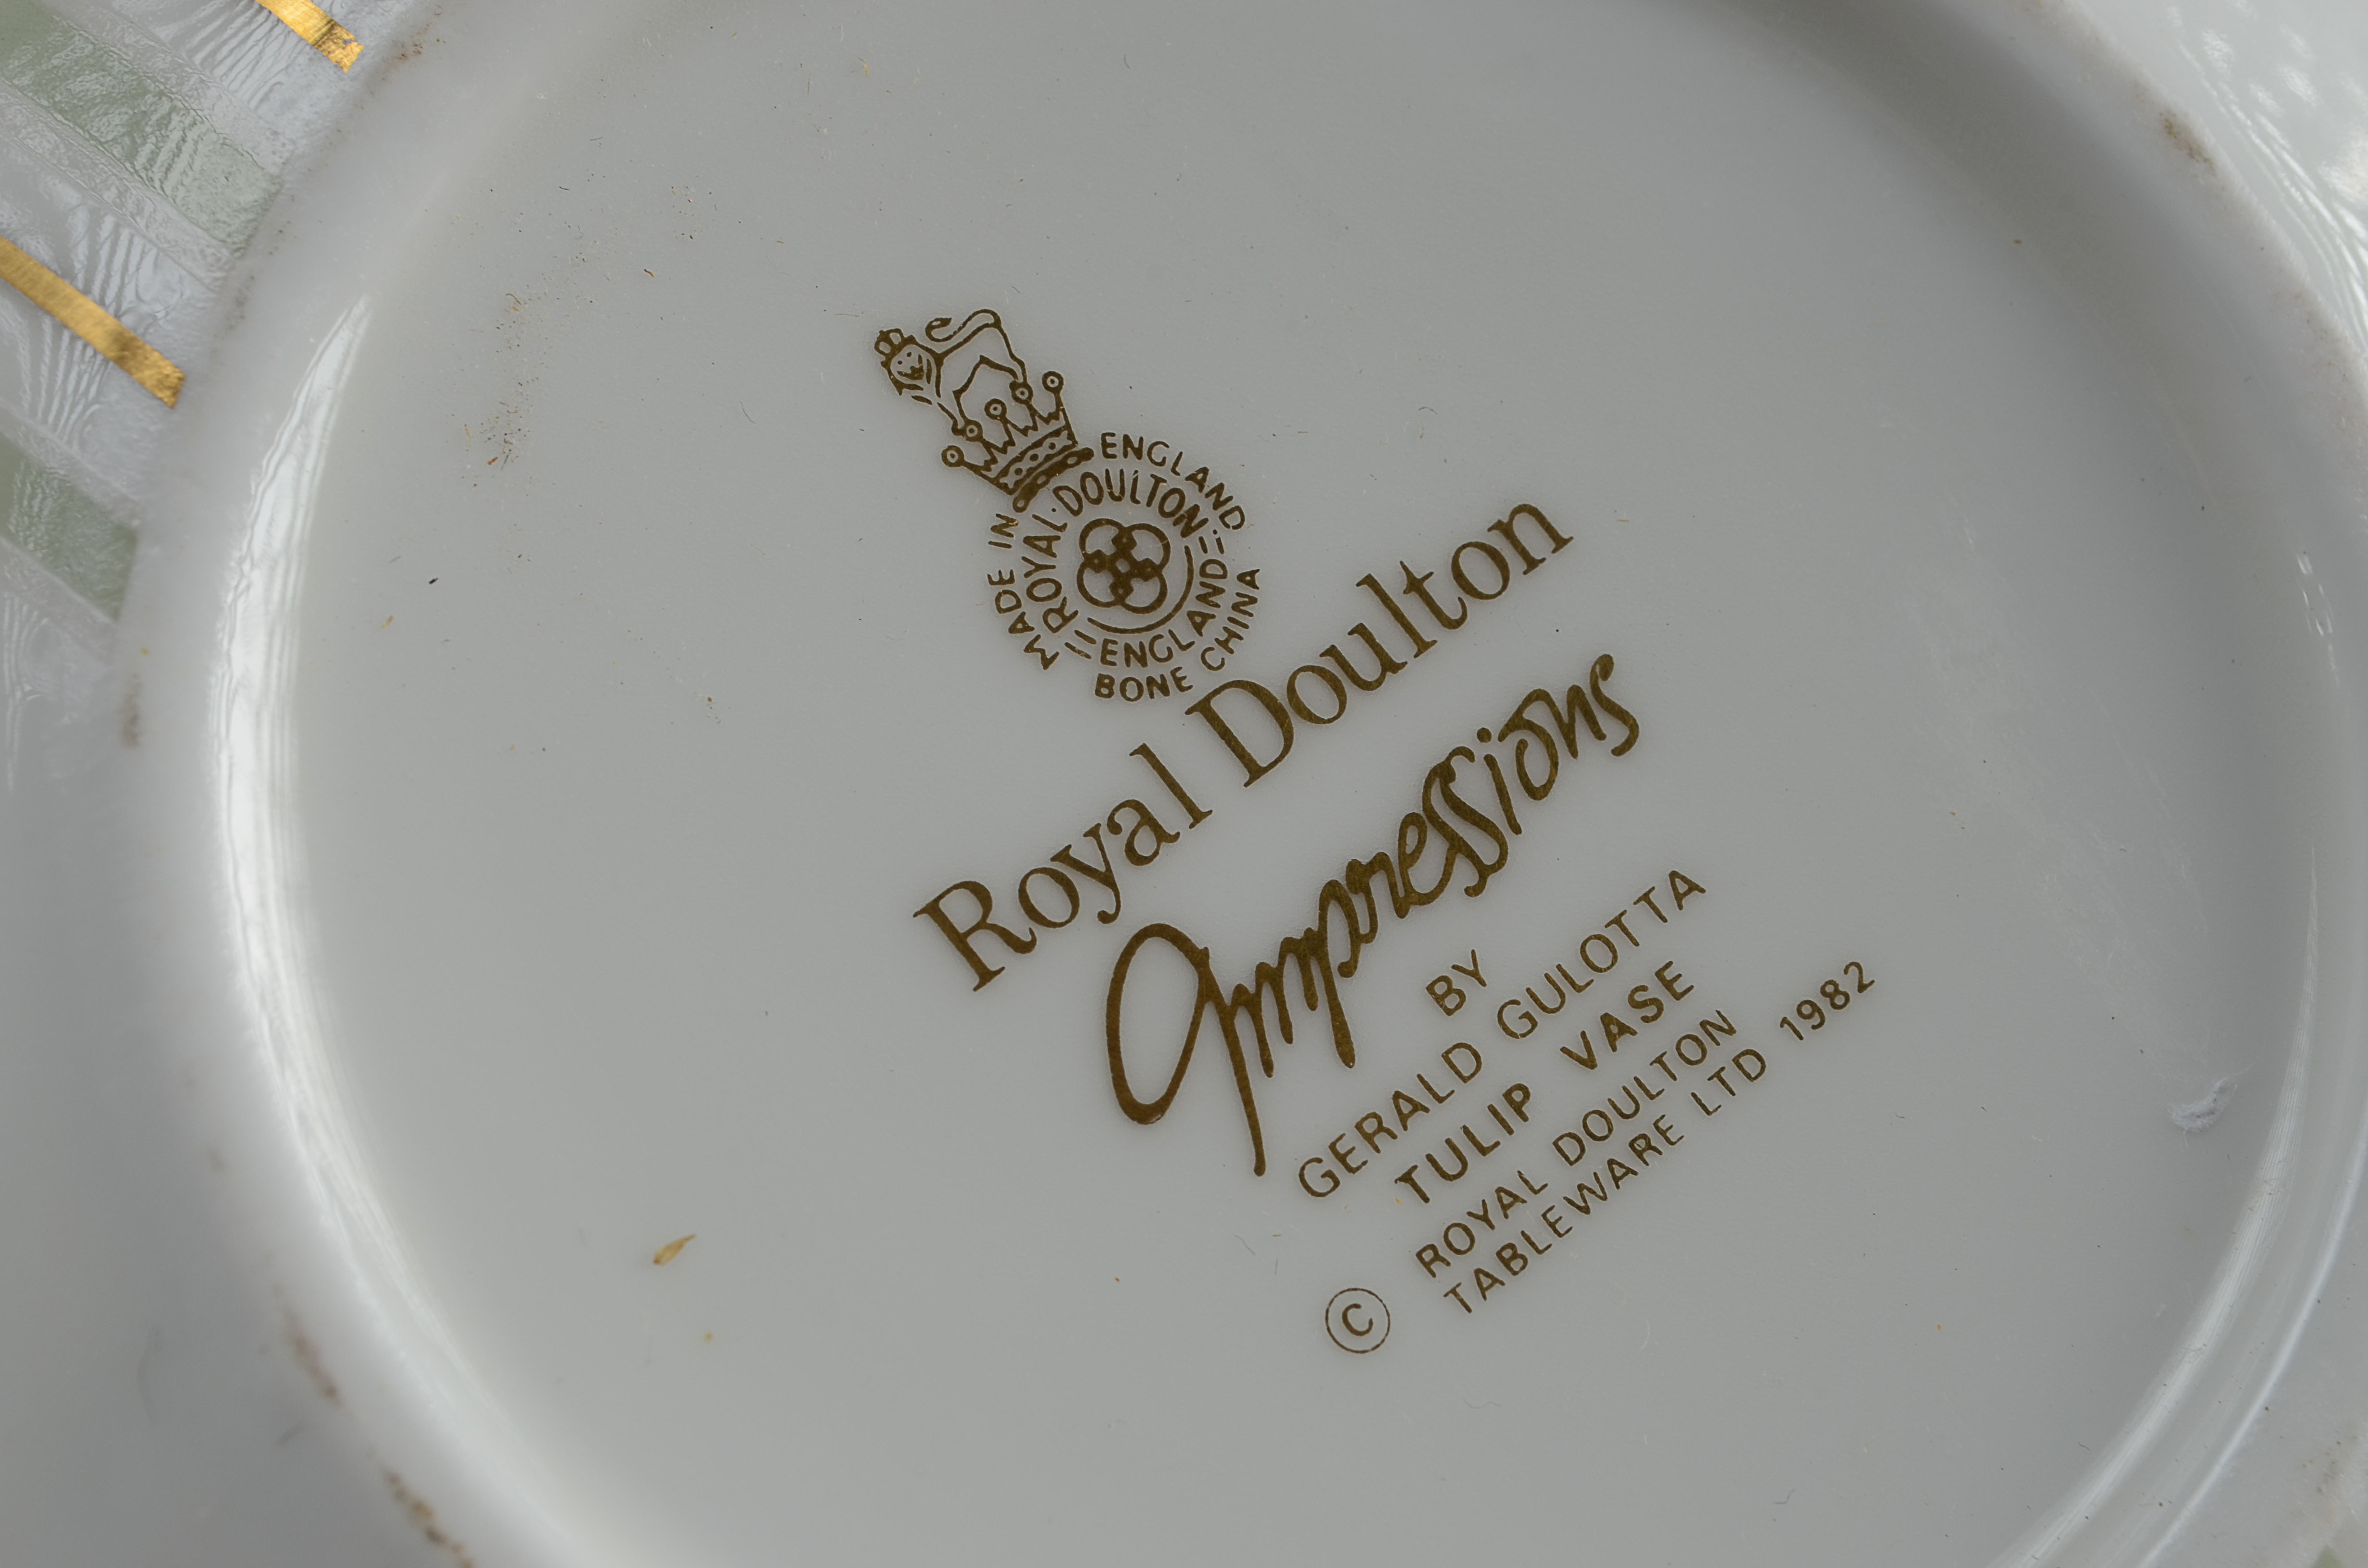 MADE IN ENGLAND
ROYAL·DOULTON
ENGLAND
BONE CHINA
Royal Doulton
Impressions
BY
GERALD GULOTTA
TULIP VASE
© ROYAL DOULTON
TABLEWARE LTD 1982